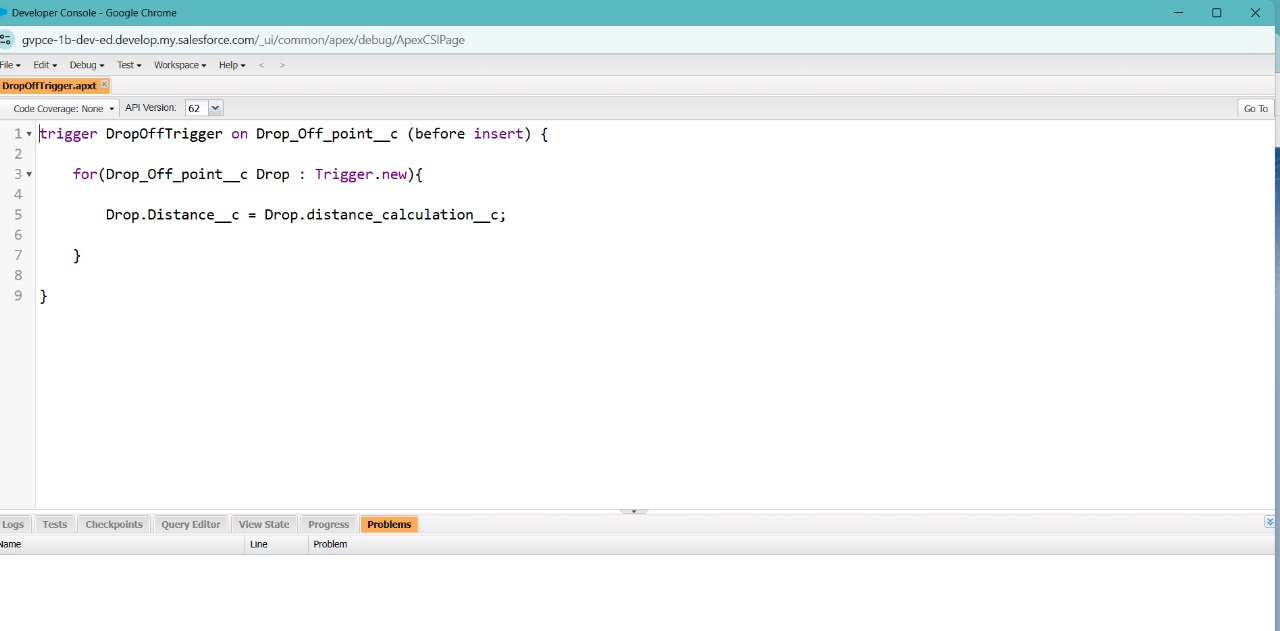 Developer Console - Google Chrome
gvpce-1b-dev-ed.develop.my.salesforce.com/_ui/common/apex/debug/ApexCSIPage
File Edit Debug Test Workspace Help < >
DropOffTrigger.apxt
Code Coverage: None API Version: 62 Go To
1 trigger DropOffTrigger on Drop_Off_point__c (before insert) {
2
3 for(Drop_Off_point__c Drop : Trigger.new){
4
5 Drop.Distance__c = Drop.distance_calculation__c;
6
7 }
8
9 }
Logs Tests Checkpoints Query Editor View State Progress Problems
Name Line Problem